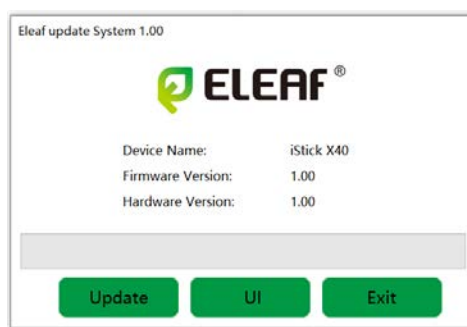 Eleaf update System 1.00
ELEAF®
Device Name: iStick X40
Firmware Version: 1.00
Hardware Version: 1.00
Update UI Exit